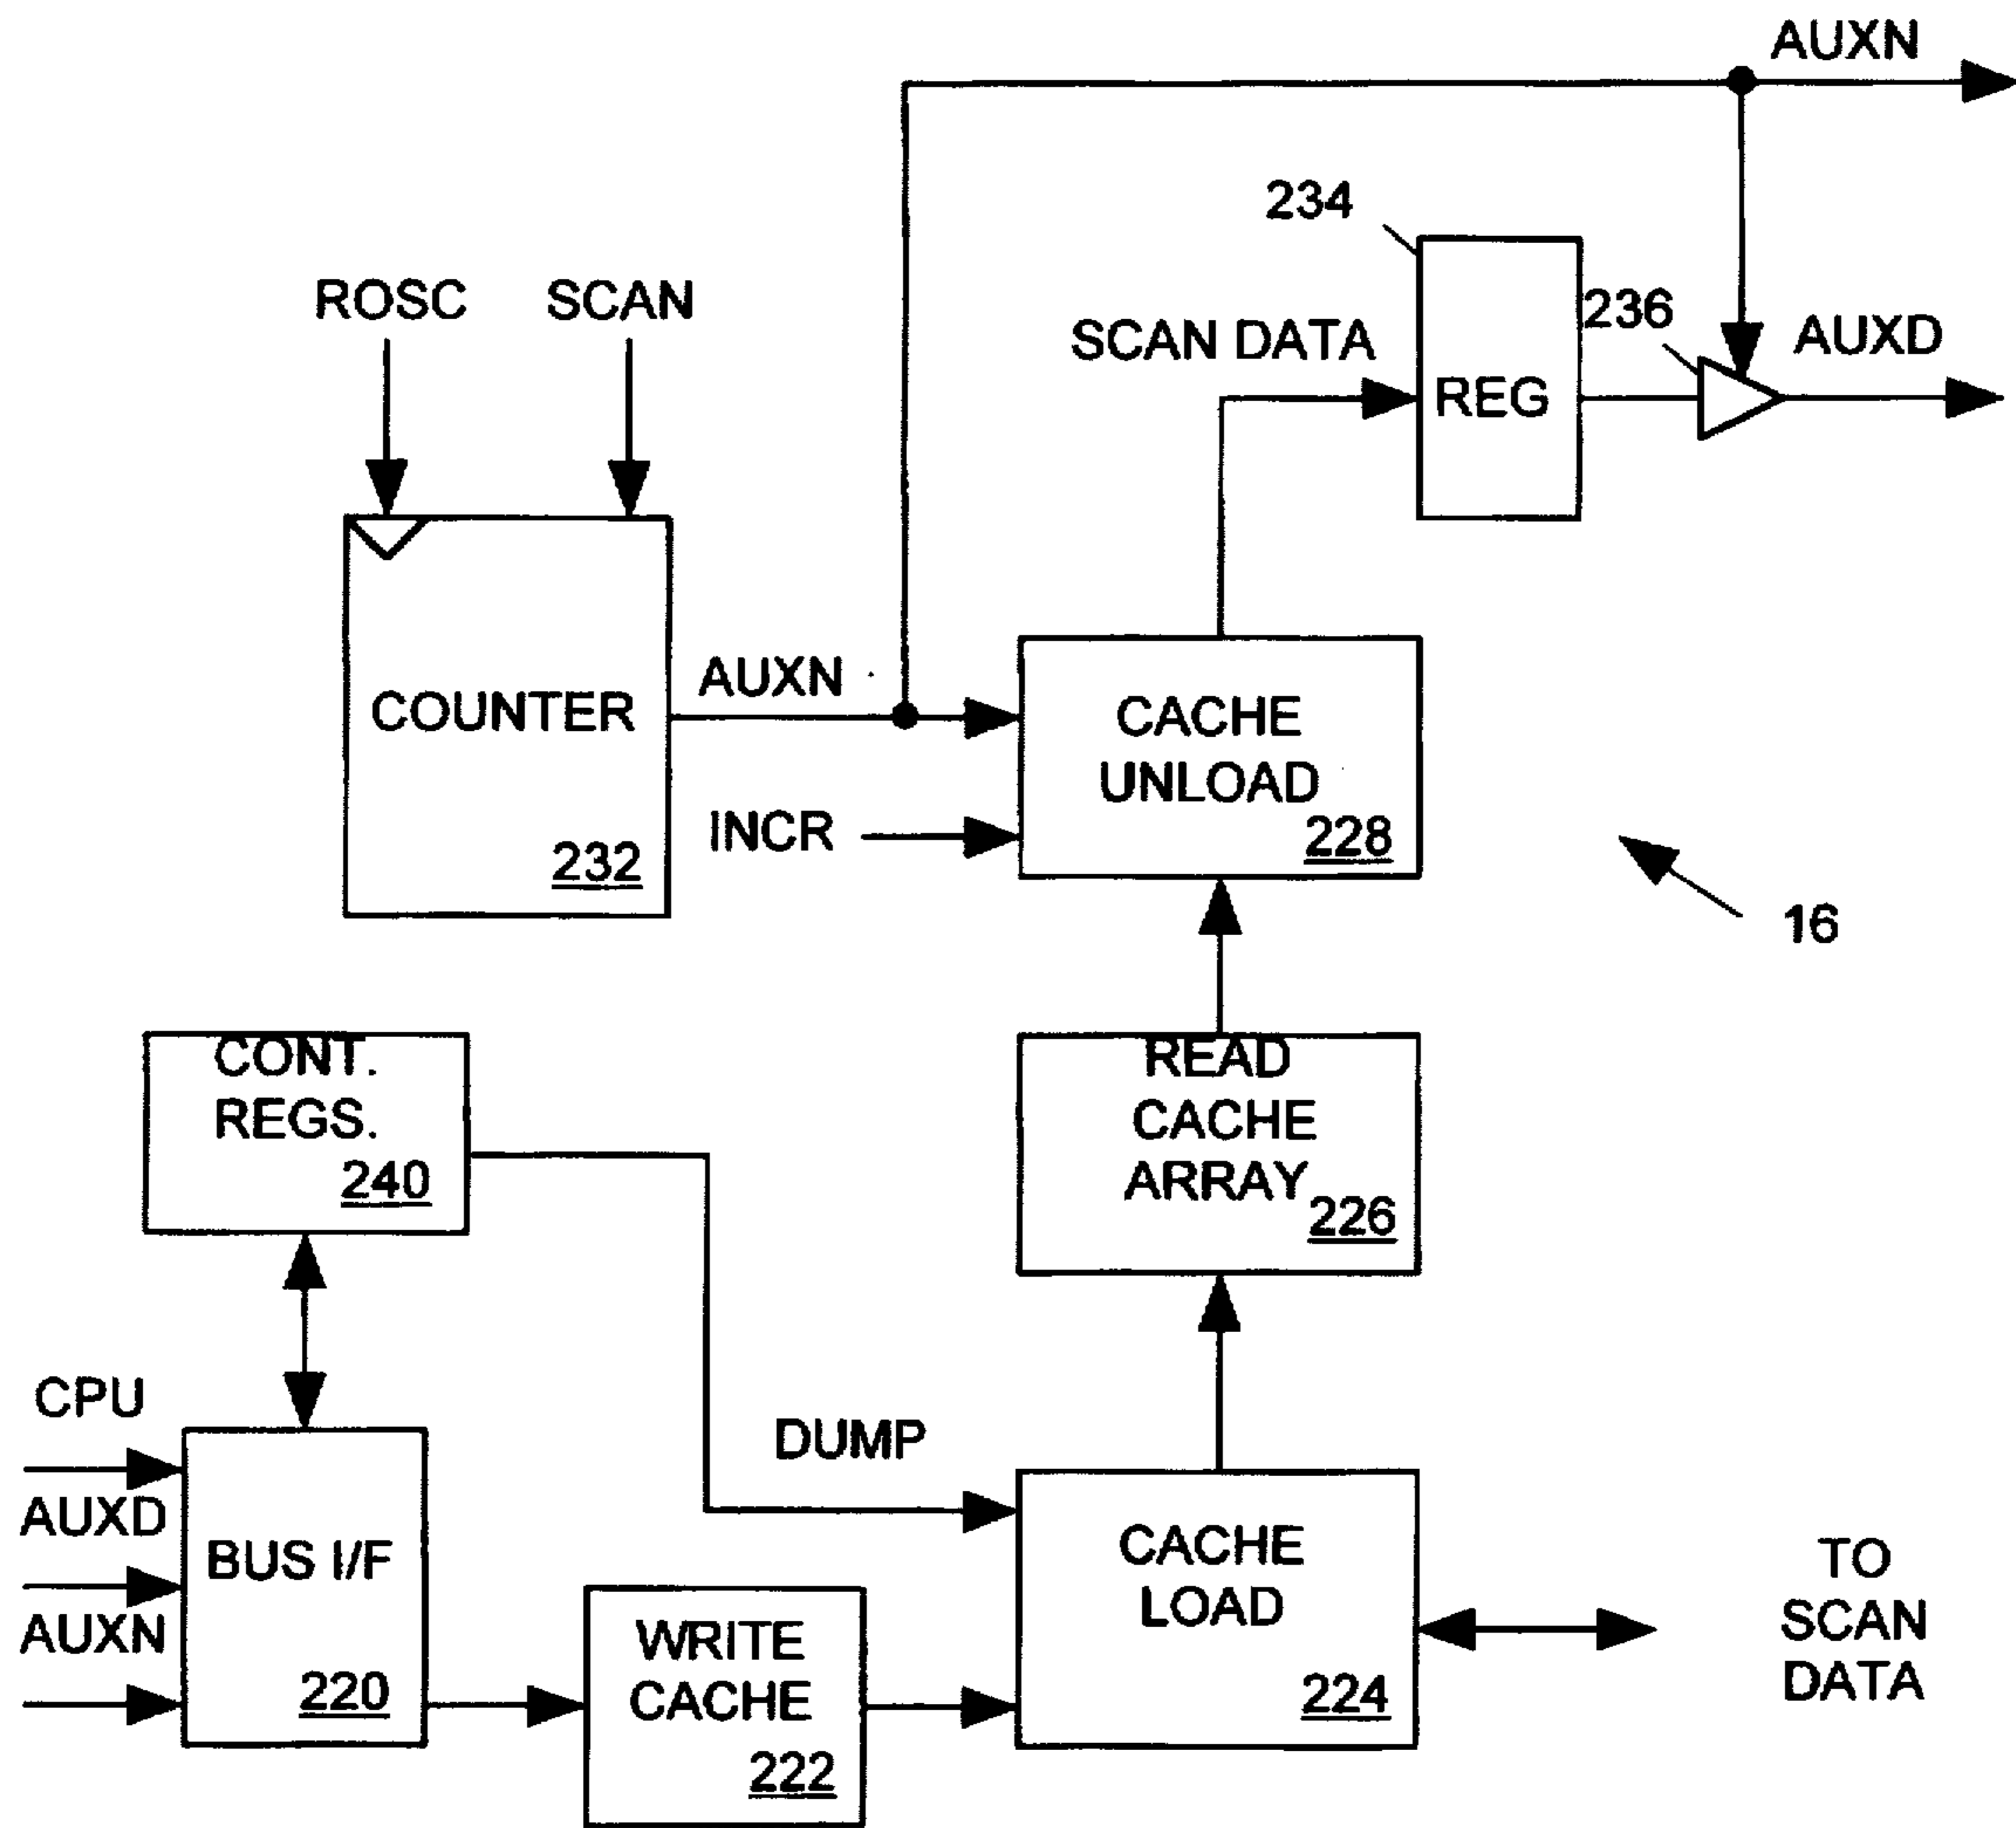 AUXN
234
236
ROSC
SCAN
SCAN DATA
AUXD
REG
AUXN
COUNTER
232
CACHE
UNLOAD
228
INCR
16
CONT.
REGS.
240
READ
CACHE
ARRAY
226
CPU
AUXD
AUXN
BUS I/F
220
DUMP
WRITE
CACHE
222
CACHE
LOAD
224
TO
SCAN
DATA